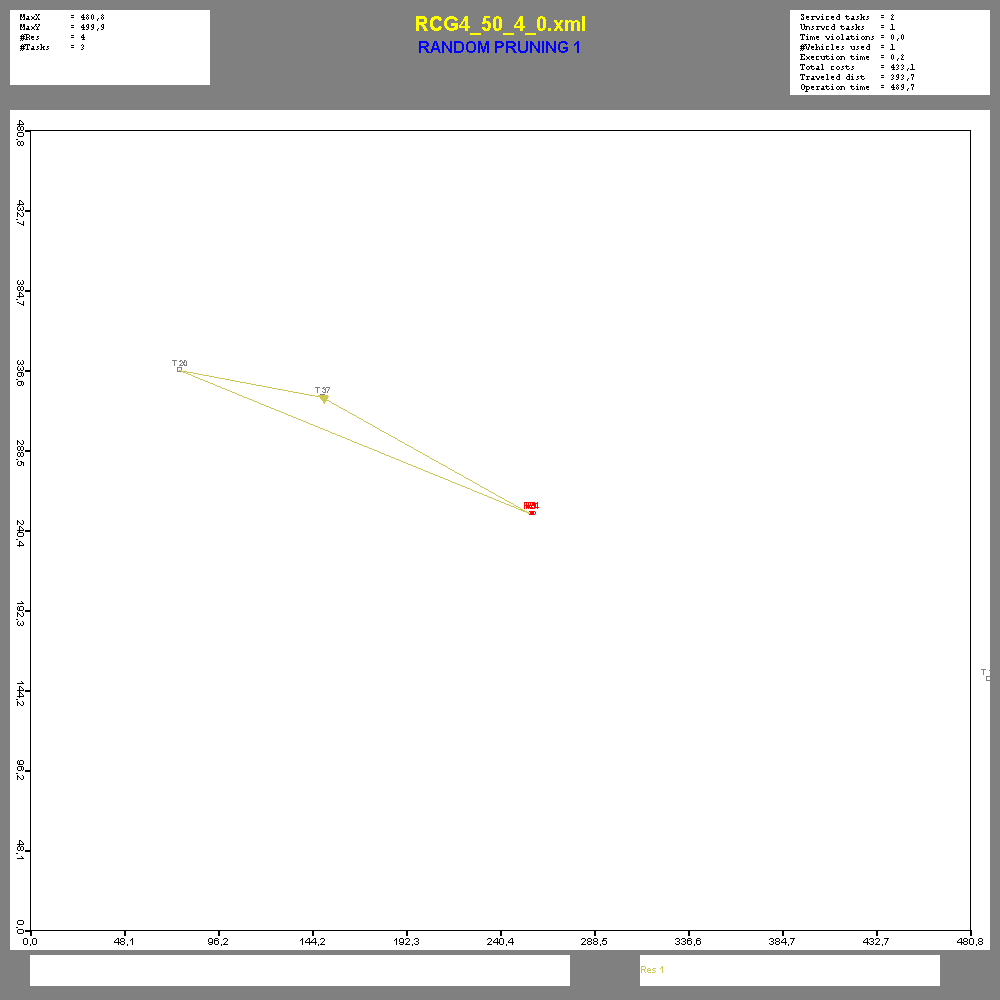 MaxX = 480,8
MaxY = 499,9
#Res = 4
#Tasks = 3
RCG4_50_4_0.xml
RANDOM PRUNING 1
Serviced tasks = 2
Unsrvcd tasks = 1
Time violations = 0,0
#Vehicles used = 1
Execution time = 0,2
Total costs = 433,1
Traveled dist = 393,7
Operation time = 489,7
480,8
432,7
384,7
336,6
288,5
240,4
192,3
144,2
96,2
48,1
0,0
T 26
T 37
T
0,0 48,1 96,2 144,2 192,3 240,4 288,5 336,6 384,7 432,7 480,8
Res 1